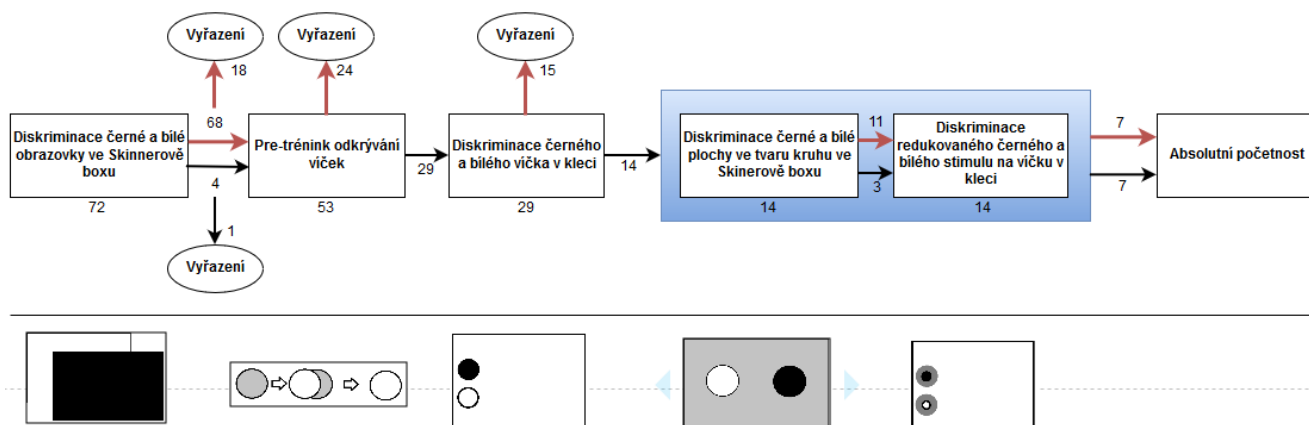 Vyřazení
Vyřazení
Vyřazení
18
24
15
Diskriminace černé a bílé
obrazovky ve Skinnerově
boxu
72
68
4
1
Vyřazení
Pre-trénink odkrývání
víček
53
29
Diskriminace černého
a bílého víčka v kleci
29
14
Diskriminace černé a bílé
plochy ve tvaru kruhu ve
Skinerově boxu
14
11
3
Diskriminace
redukovaného černého a
bílého stimulu na víčku v
kleci
14
7
7
Absolutní početnost